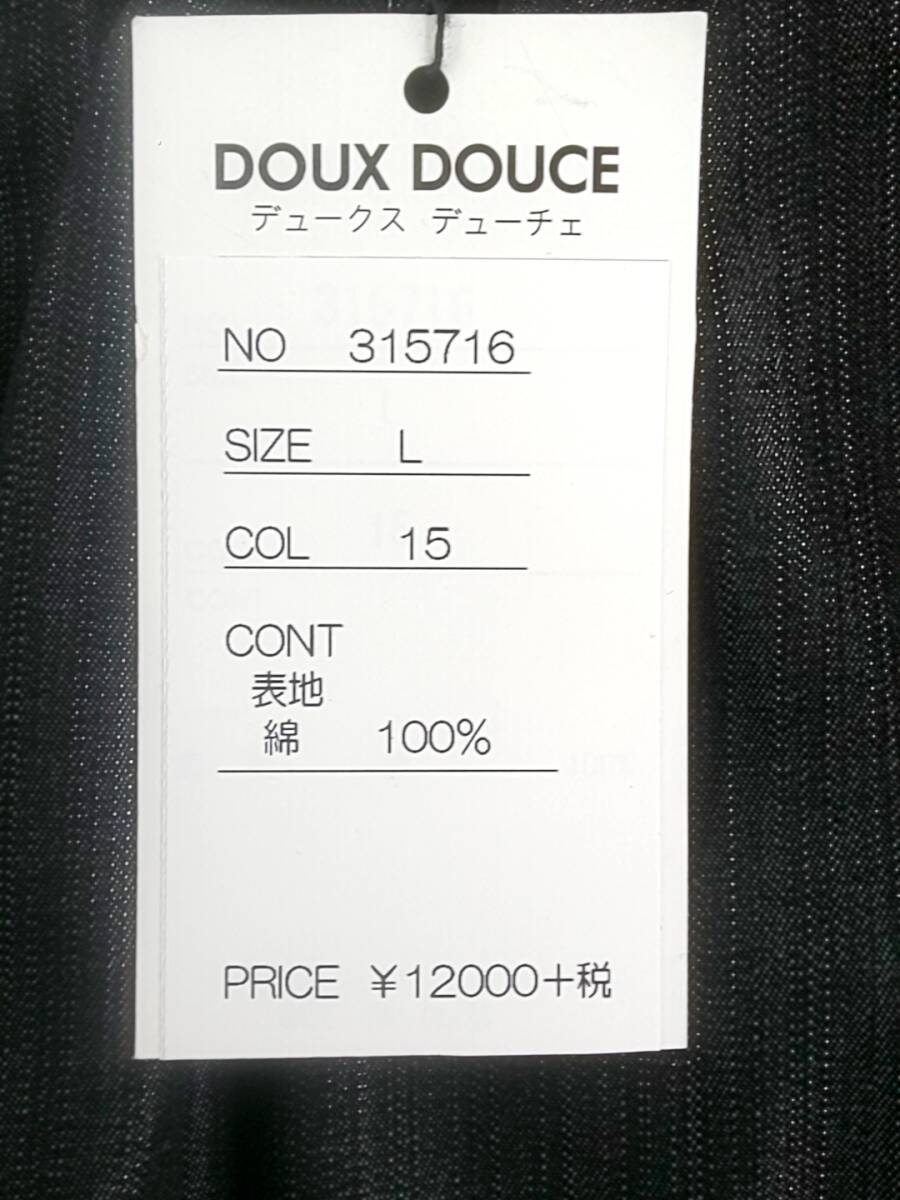 DOUX DOUCE
デュークス デューチェ
NO 315716
SIZE L
COL 15
CONT
表地
綿 100%
PRICE ¥12000+税